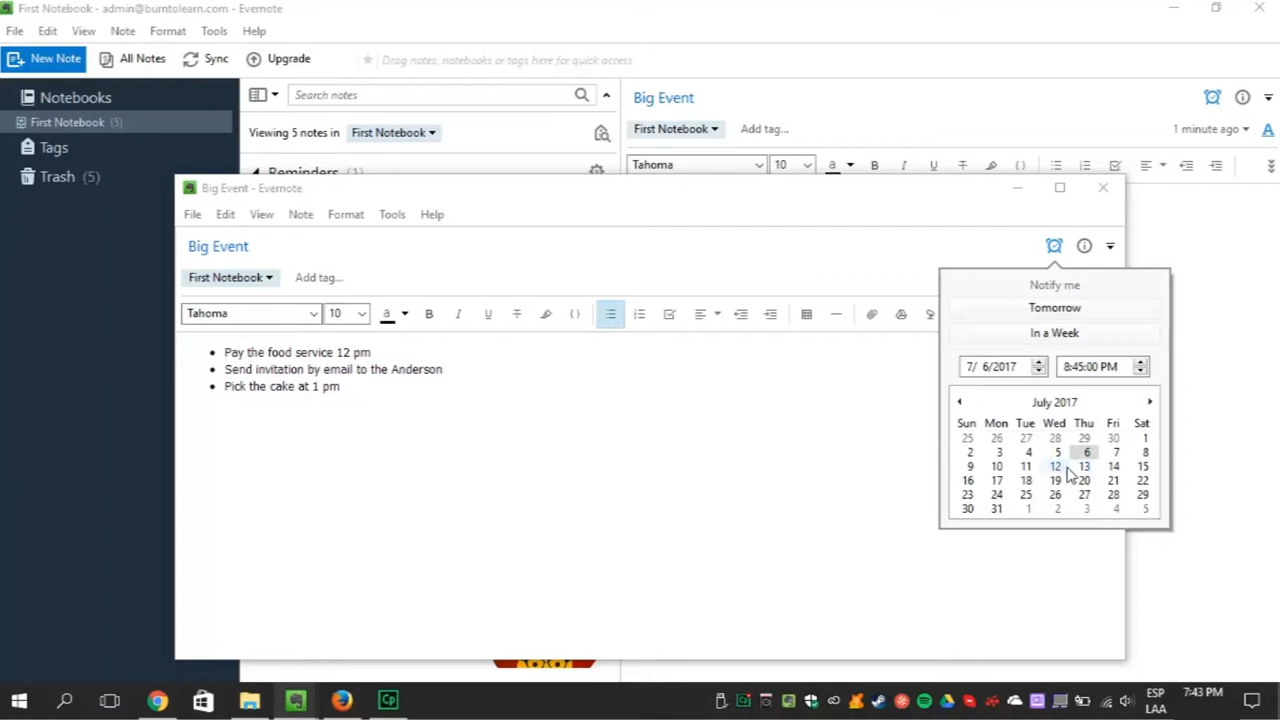 First Notebook - admin@burntolearn.com - Evernote
File Edit View Note Format Tools Help
New Note All Notes Sync Upgrade Drag notes, notebooks or tags here for quick access
Notebooks
First Notebook (5)
Tags
Trash (5)
Search notes
Viewing 5 notes in First Notebook
Reminders (1)
Big Event
First Notebook Add tag... 1 minute ago A
Tahoma 10 a B I U T {}
Big Event - Evernote
File Edit View Note Format Tools Help
Big Event
First Notebook Add tag...
Tahoma 10 a B I U T {}
• Pay the food service 12 pm
• Send invitation by email to the Anderson
• Pick the cake at 1 pm
Notify me
Tomorrow
In a Week
7/ 6/2017 8:45:00 PM
July 2017
Sun Mon Tue Wed Thu Fri Sat
25 26 27 28 29 30 1
2 3 4 5 6 7 8
9 10 11 12 13 14 15
16 17 18 19 20 21 22
23 24 25 26 27 28 29
30 31 1 2 3 4 5
Cp
ESP
LAA
7:43 PM